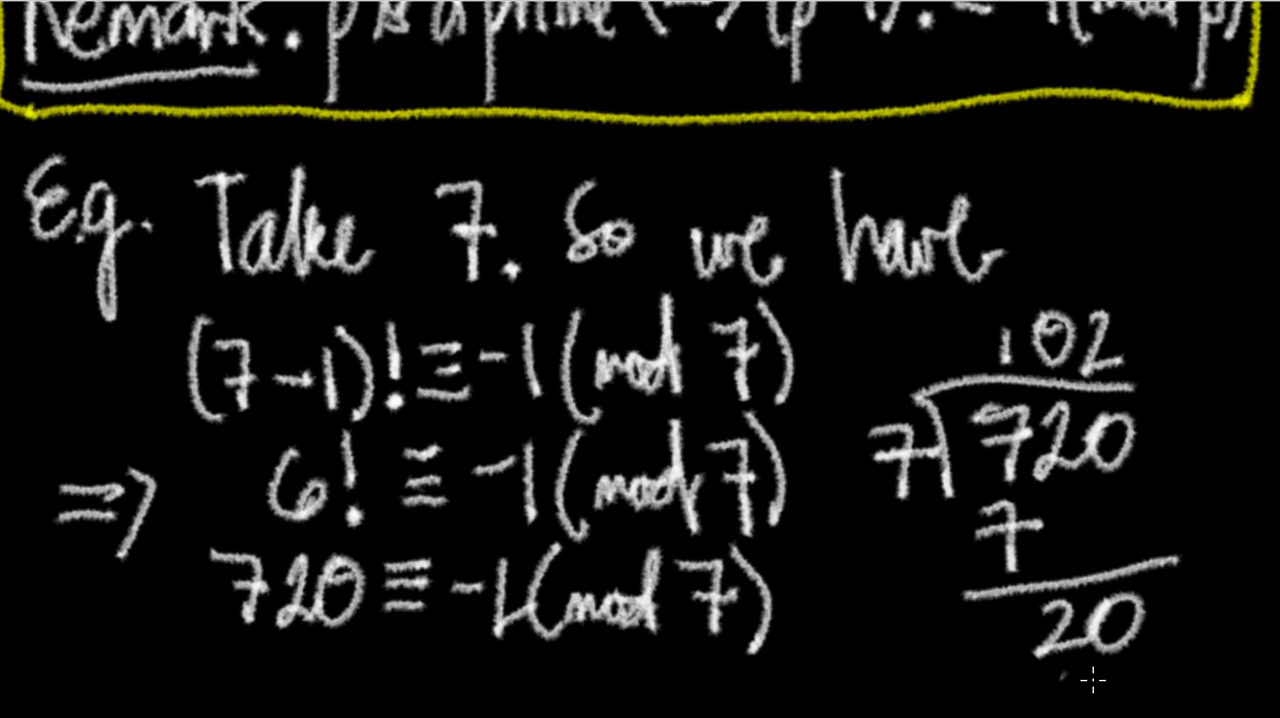 Remark. p is a prime (p 1)! (mod p)
Eg. Take 7. So we have
(7-1)! ≡ -1 (mod 7)
⇒ 6! ≡ -1 (mod 7)
720 ≡ -1 (mod 7)
102
7)720
7
20